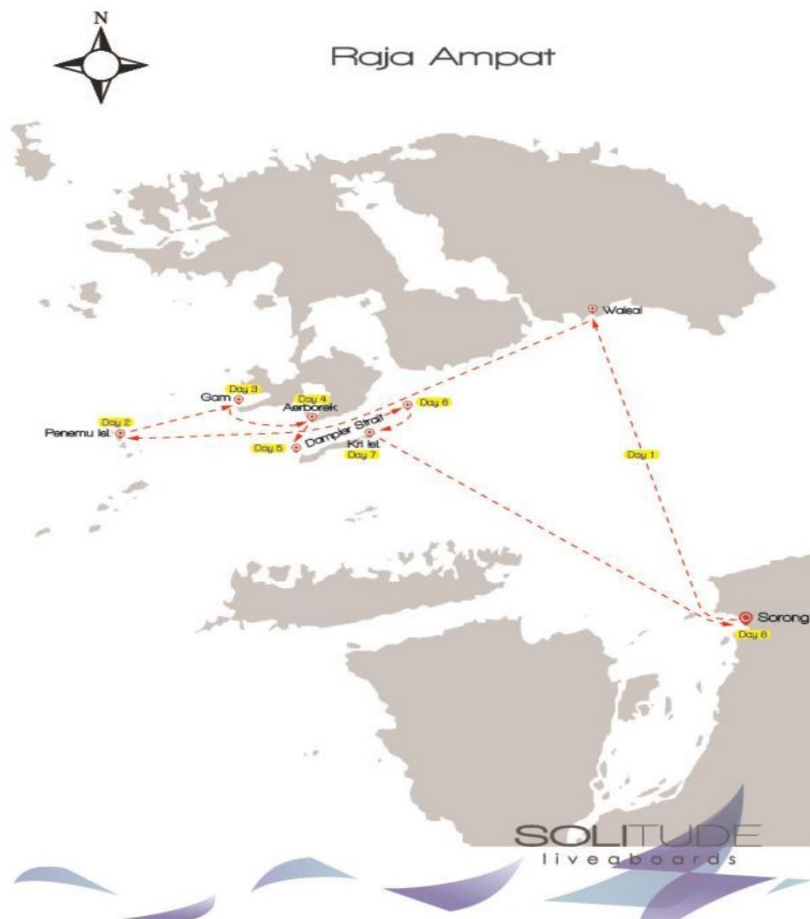 N
Raja Ampat
Waisai
Day 3
Gam
Day 4
Aerborek
Day 2
Penemu Isl.
Day 6
Dampier Strait
Day 5
Kri Isl.
Day 7
Day 1
Sorong
Day 8
SOLITUDE
liveaboards